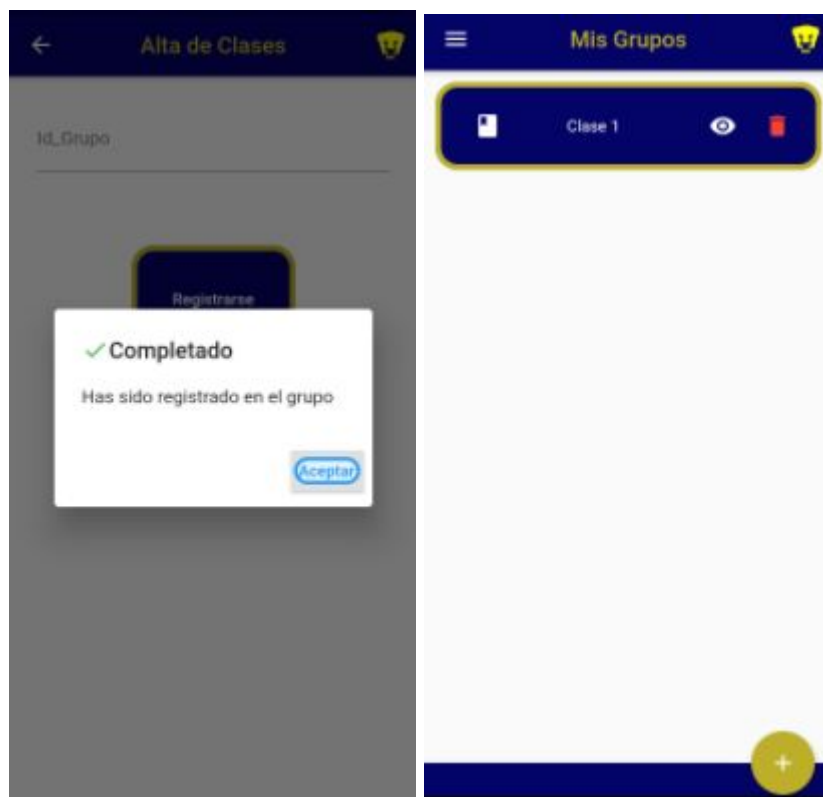 Alta de Clases
Id_Grupo
Registrarse
Completado
Has sido registrado en el grupo
Aceptar
Mis Grupos
Clase 1